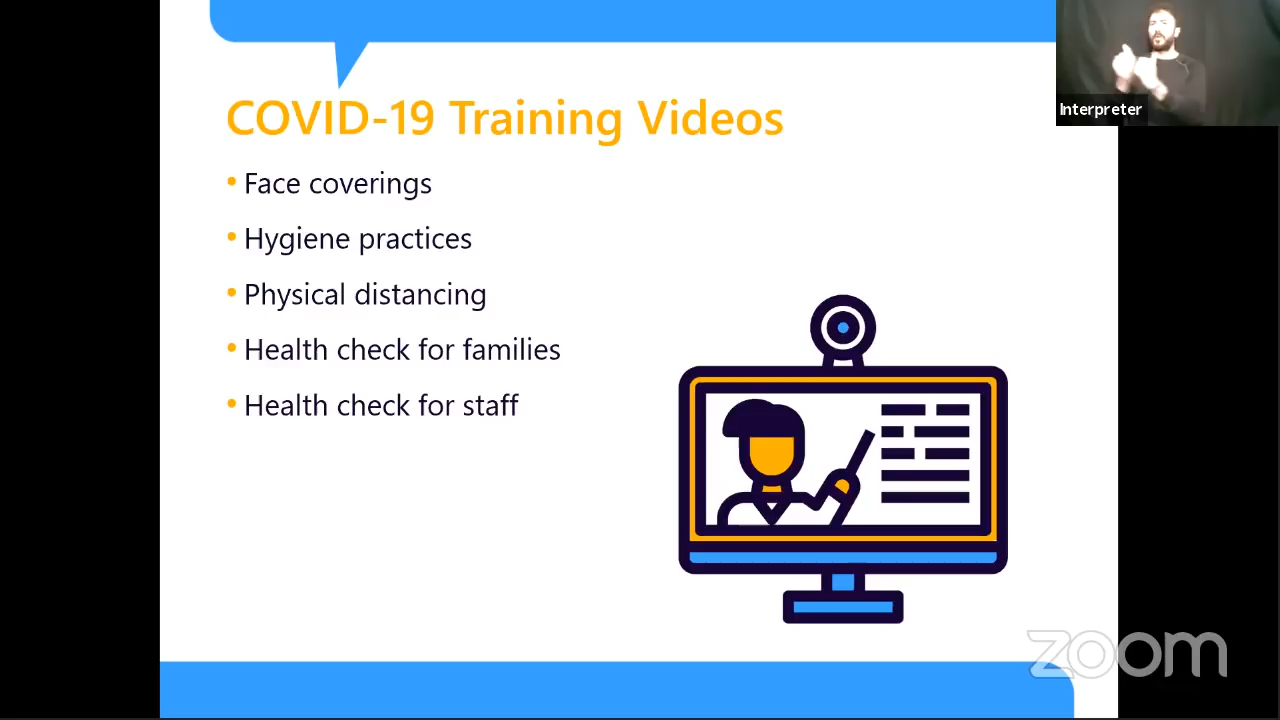 Interpreter
COVID-19 Training Videos
• Face coverings
• Hygiene practices
• Physical distancing
• Health check for families
• Health check for staff
zoom